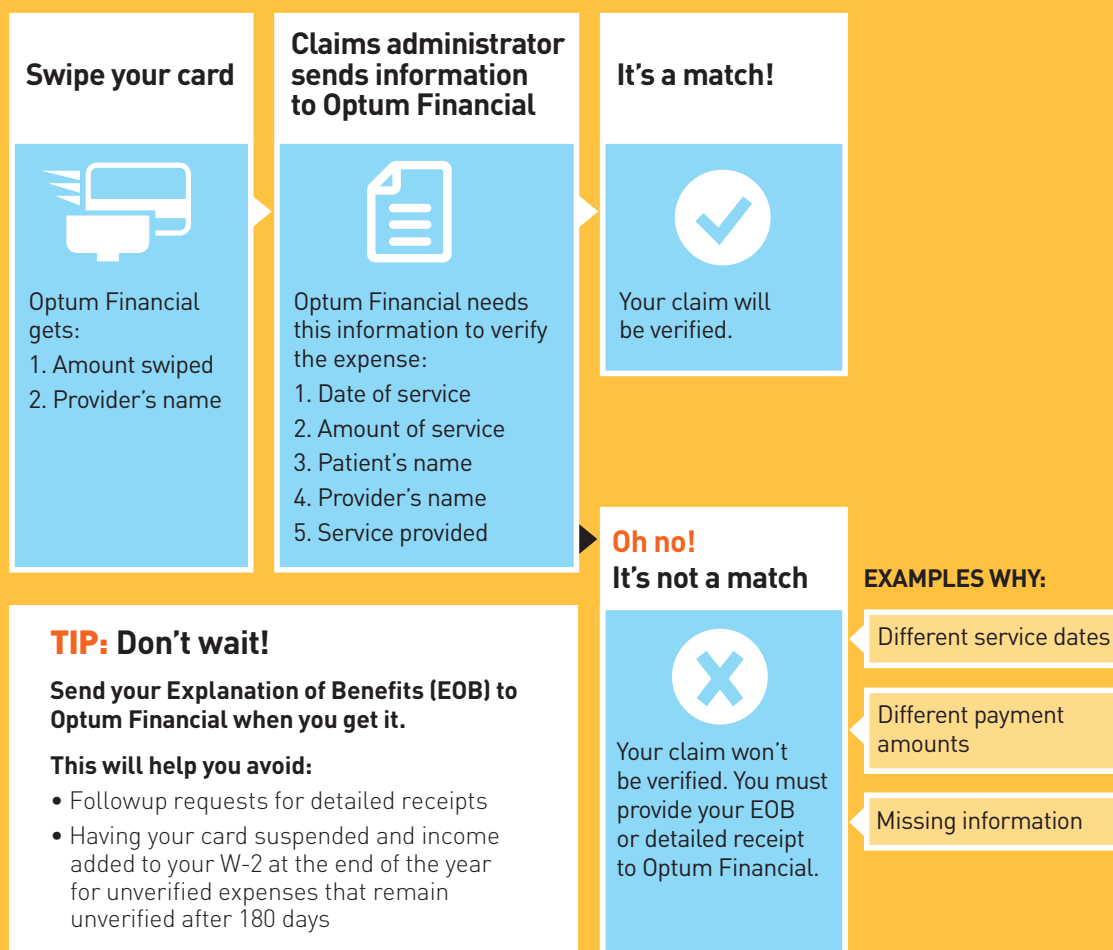 Swipe your card
Optum Financial
gets:
1. Amount swiped
2. Provider's name
Claims administrator
sends information
to Optum Financial
Optum Financial needs
this information to verify
the expense:
1. Date of service
2. Amount of service
3. Patient's name
4. Provider's name
5. Service provided
It's a match!
Your claim will
be verified.
Oh no!
It's not a match
Your claim won't
be verified. You must
provide your EOB
or detailed receipt
to Optum Financial.
EXAMPLES WHY:
Different service dates
Different payment
amounts
Missing information
TIP: Don't wait!
Send your Explanation of Benefits (EOB) to
Optum Financial when you get it.
This will help you avoid:
• Followup requests for detailed receipts
• Having your card suspended and income
added to your W-2 at the end of the year
for unverified expenses that remain
unverified after 180 days